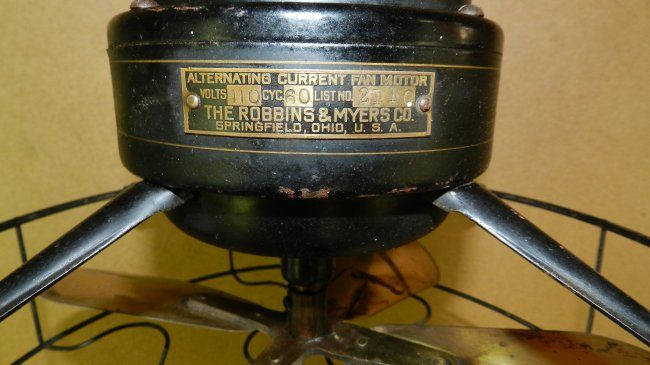 ALTERNATING CURRENT FAN MOTOR
VOLTS 110 CYC. 60 LIST NO.
THE ROBBINS & MYERS CO.
SPRINGFIELD, OHIO, U. S. A.